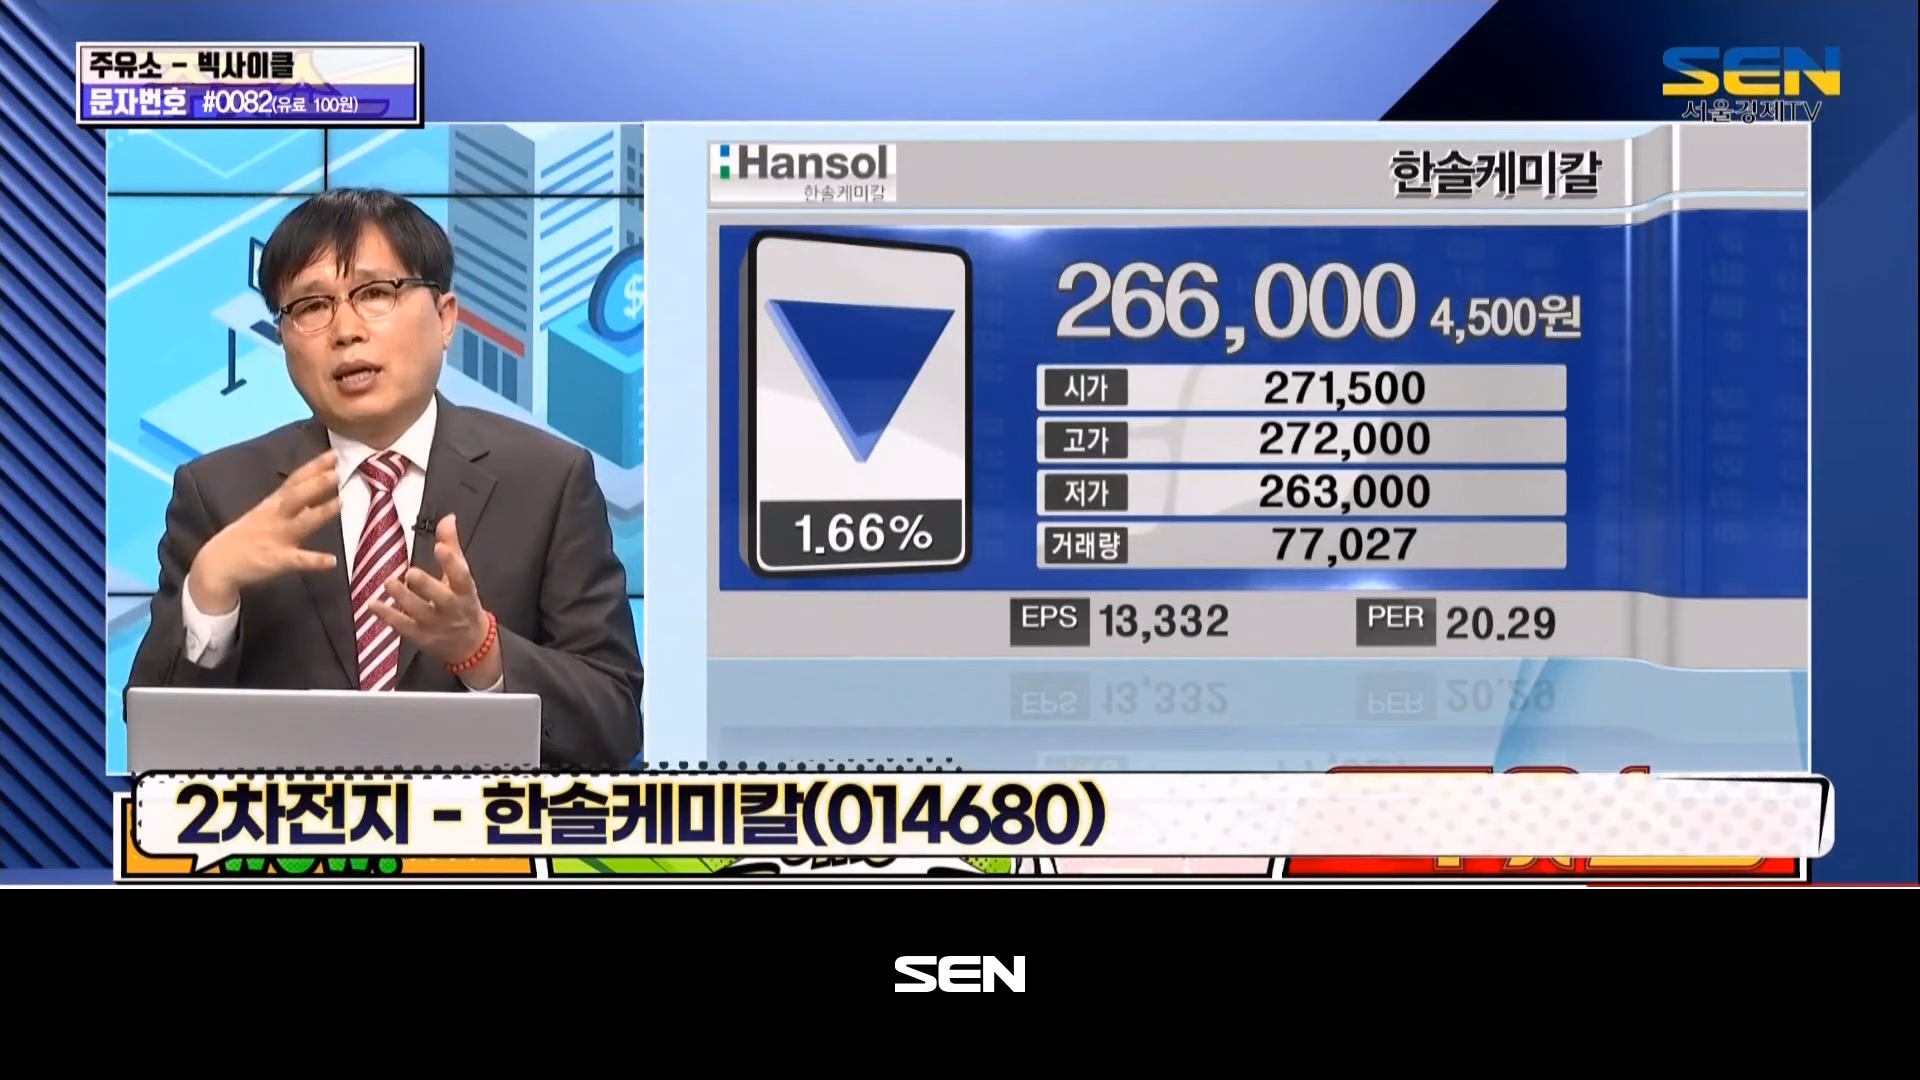 주유소 - 빅사이클
문자번호 #0082(유료 100원)
SEN
서울경제TV
Hansol
한솔케미칼
한솔케미칼
266,000 4,500원
1.66%
시가 271,500
고가 272,000
저가 263,000
거래량 77,027
EPS 13,332 PER 20.29
2차전지 - 한솔케미칼(014680)
SEN